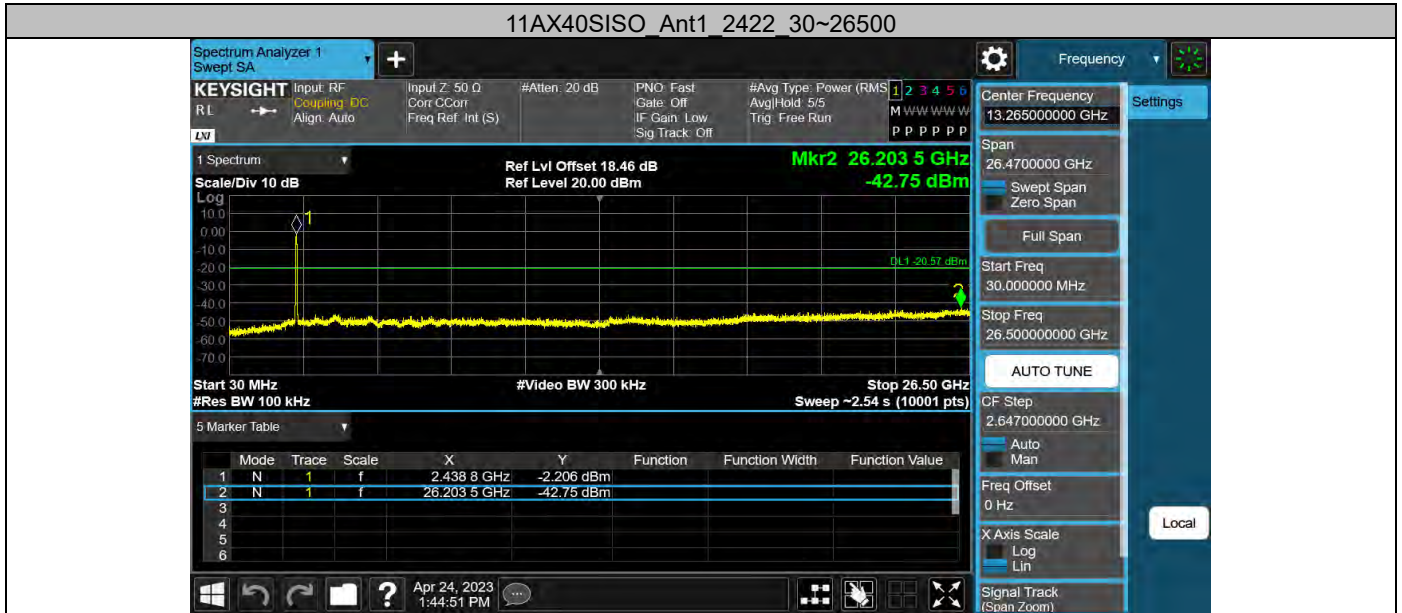 11AX40SISO_Ant1_2422_30~26500
Spectrum Analyzer 1
Swept SA
+
Frequency
KEYSIGHT
RL
LXI
Input: RF
Coupling: DC
Align: Auto
Input Z: 50 Ω
Corr CCorr
Freq Ref: Int (S)
#Atten: 20 dB
PNO: Fast
Gate: Off
IF Gain: Low
Sig Track: Off
#Avg Type: Power (RMS
Avg|Hold: 5/5
Trig: Free Run
1 2 3 4 5 6
M W W W W W
P P P P P P
Center Frequency
13.265000000 GHz
Settings
Span
26.4700000 GHz
Swept Span
Zero Span
Full Span
Start Freq
30.000000 MHz
Stop Freq
26.500000000 GHz
AUTO TUNE
CF Step
2.647000000 GHz
Auto
Man
Freq Offset
0 Hz
X Axis Scale
Log
Lin
Signal Track
(Span Zoom)
Local
1 Spectrum
Scale/Div 10 dB
Ref Lvl Offset 18.46 dB
Ref Level 20.00 dBm
Mkr2 26.203 5 GHz
-42.75 dBm
Log
10.0
0.00
-10.0
-20.0
-30.0
-40.0
-50.0
-60.0
-70.0
1
DL1 -20.57 dBm
2
Start 30 MHz
#Video BW 300 kHz
Stop 26.50 GHz
#Res BW 100 kHz
Sweep ~2.54 s (10001 pts)
5 Marker Table
Mode Trace Scale X Y Function Function Width Function Value
1 N 1 f 2.438 8 GHz -2.206 dBm
2 N 1 f 26.203 5 GHz -42.75 dBm
3
4
5
6
?
Apr 24, 2023
1:44:51 PM